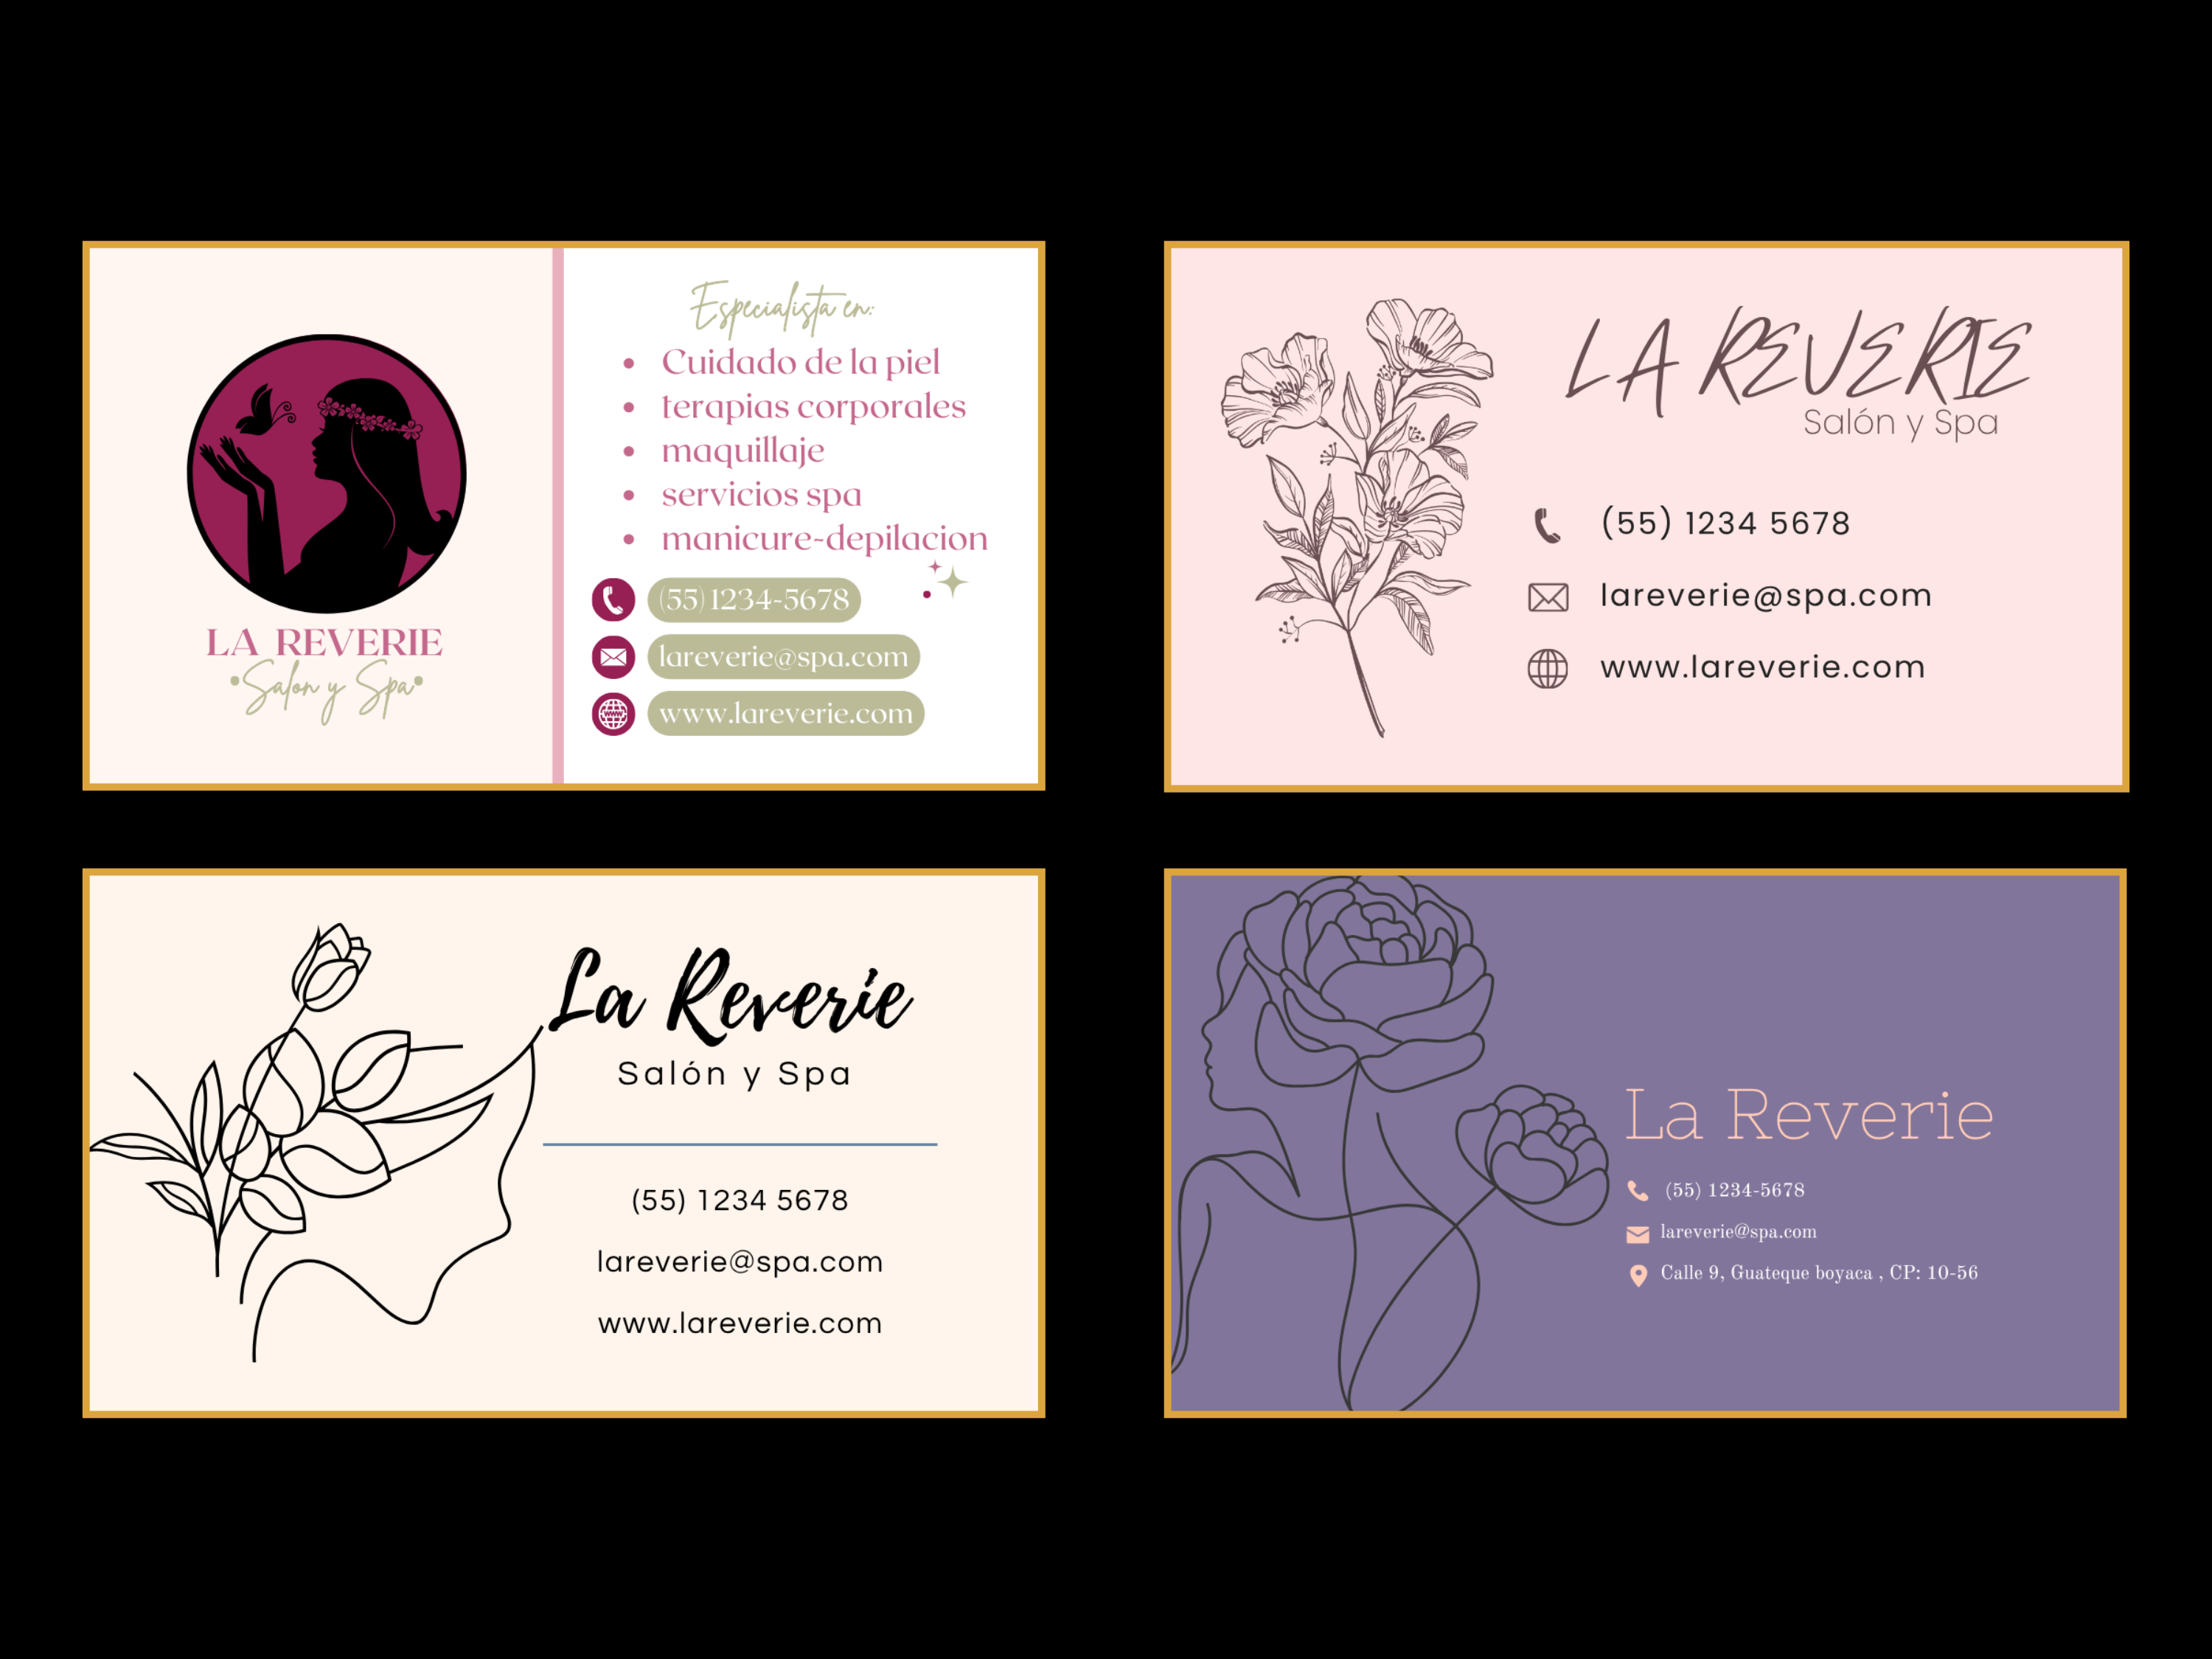 LA REVERIE
•Salon y Spa•
Especialista en:
• Cuidado de la piel
• terapias corporales
• maquillaje
• servicios spa
• manicure-depilacion
(55) 1234-5678
lareverie@spa.com
www.lareverie.com
LA REVERIE
Salón y Spa
(55) 1234 5678
lareverie@spa.com
www.lareverie.com
La Reverie
Salón y Spa
(55) 1234 5678
lareverie@spa.com
www.lareverie.com
La Reverie
(55) 1234-5678
lareverie@spa.com
Calle 9, Guateque boyaca , CP: 10-56